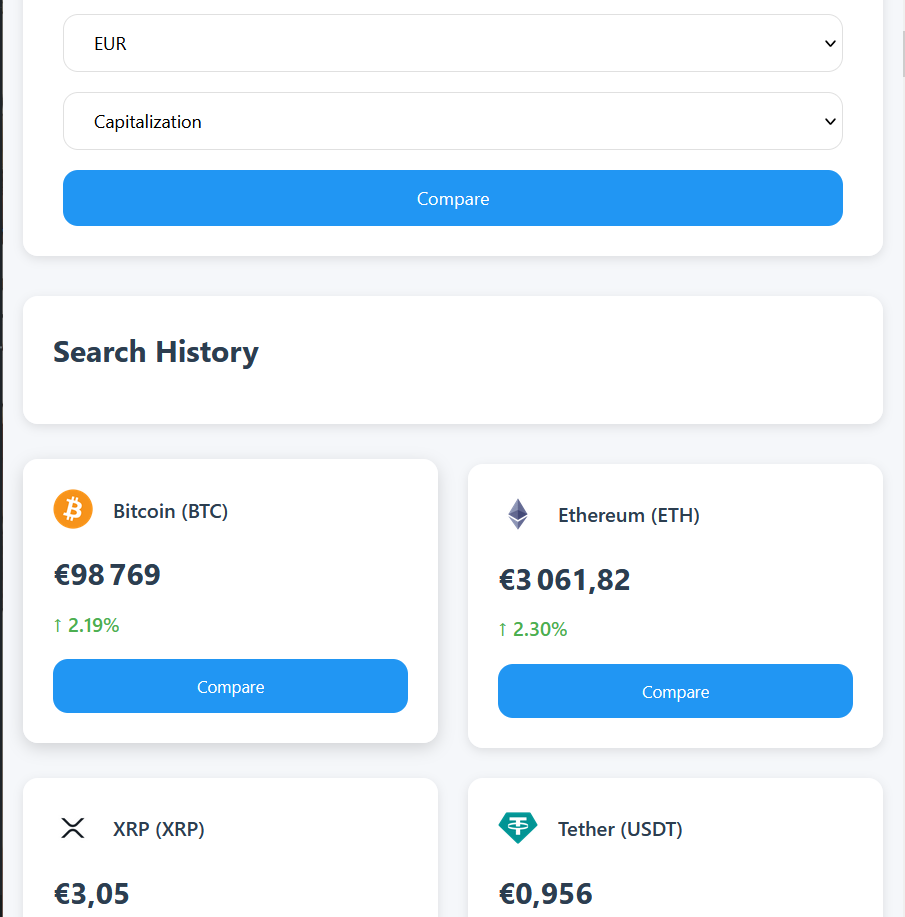 EUR
Capitalization
Compare
Search History
Bitcoin (BTC)
€98 769
↑ 2.19%
Compare
Ethereum (ETH)
€3 061,82
↑ 2.30%
Compare
XRP (XRP)
€3,05
Tether (USDT)
€0,956